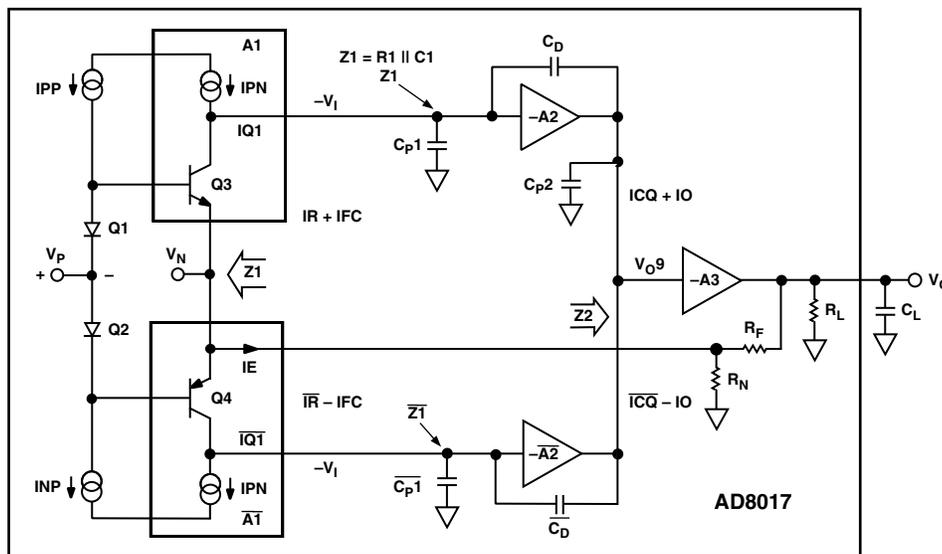 A1
Z1 = R1 || C1
Z1
CD
IPP
IPN
–VI
–A2
IQ1
CP1
Q3
CP2
ICQ + IO
IR + IFC
Q1
VP
VN
+
–
Z1
VO9
–A3
Z2
RL
CL
Q2
RF
IE
RN
Q4
IR – IFC
Z1
ICQ – IO
IQ1
–VI
–A2
INP
IPN
CP1
A1
CD
AD8017